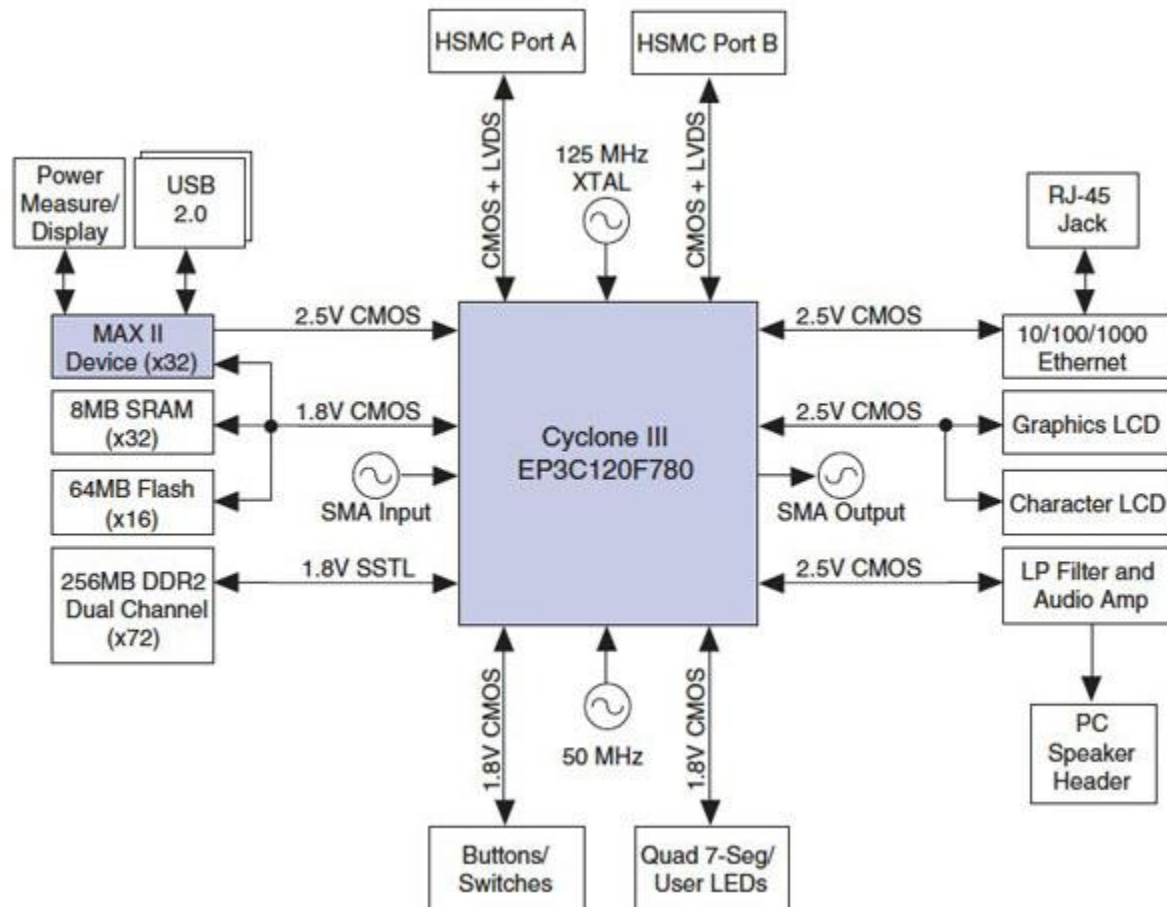 HSMC Port A
HSMC Port B
CMOS + LVDS
125 MHz
XTAL
CMOS + LVDS
Power
Measure/
Display
USB
2.0
RJ-45
Jack
MAX II
Device (x32)
2.5V CMOS
2.5V CMOS
10/100/1000
Ethernet
8MB SRAM
(x32)
1.8V CMOS
Cyclone III
EP3C120F780
2.5V CMOS
Graphics LCD
64MB Flash
(x16)
SMA Input
SMA Output
Character LCD
256MB DDR2
Dual Channel
(x72)
1.8V SSTL
2.5V CMOS
LP Filter and
Audio Amp
1.8V CMOS
50 MHz
1.8V CMOS
PC
Speaker
Header
Buttons/
Switches
Quad 7-Seg/
User LEDs